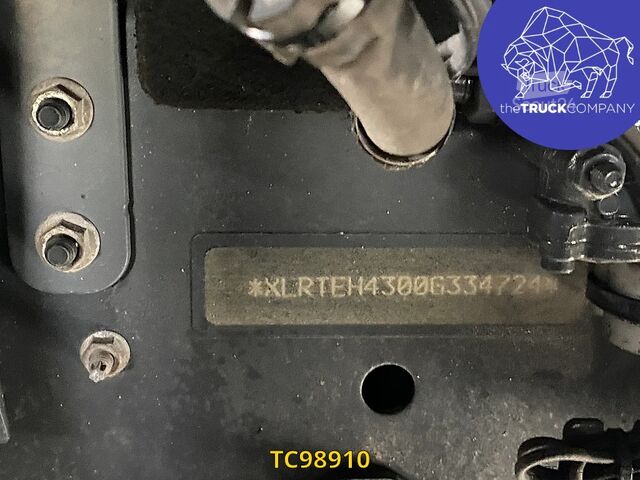 theTRUCKCOMPANY
*XLRTEH4300G334724*
TC98910